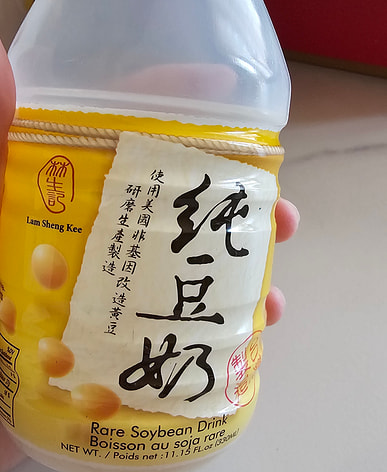 林生記
Lam Sheng Kee
純豆奶
使用美國非基因改造黃豆
研磨生產製造
Rare Soybean Drink
Boisson au soja rare
NET WT. / Poids net : 11.15 FL.oz (330mL)